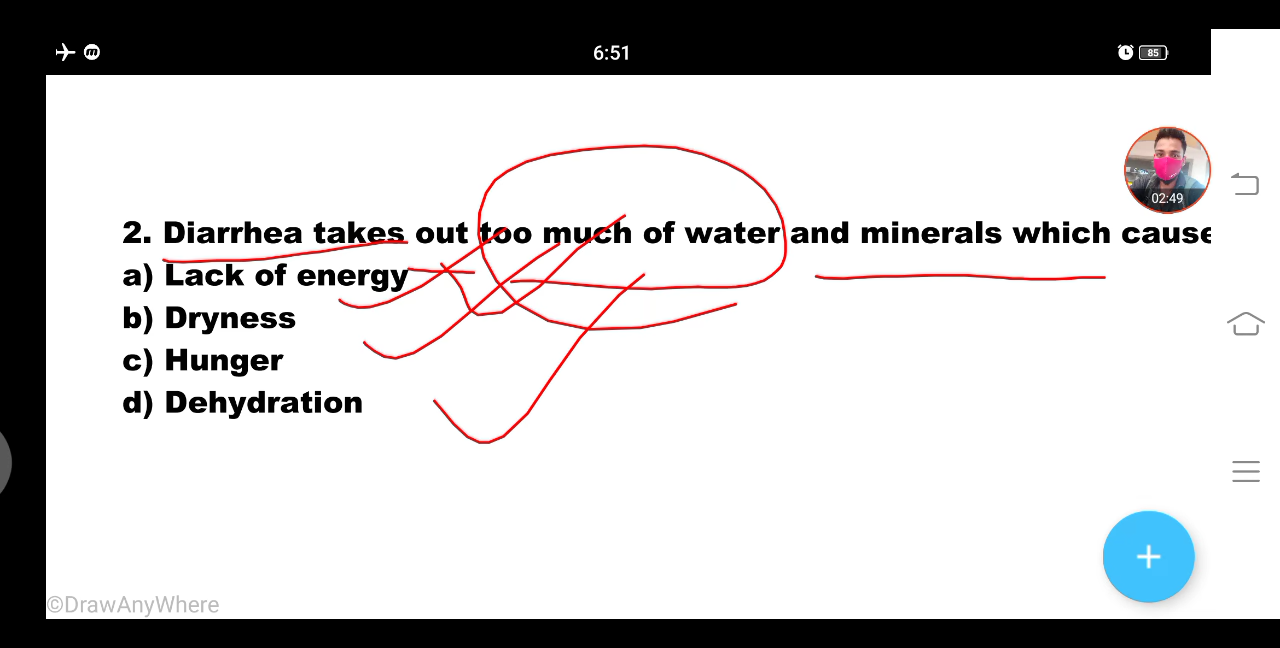 6:51
85
02:49
2. Diarrhea takes out too much of water and minerals which cause
a) Lack of energy
b) Dryness
c) Hunger
d) Dehydration
©DrawAnyWhere